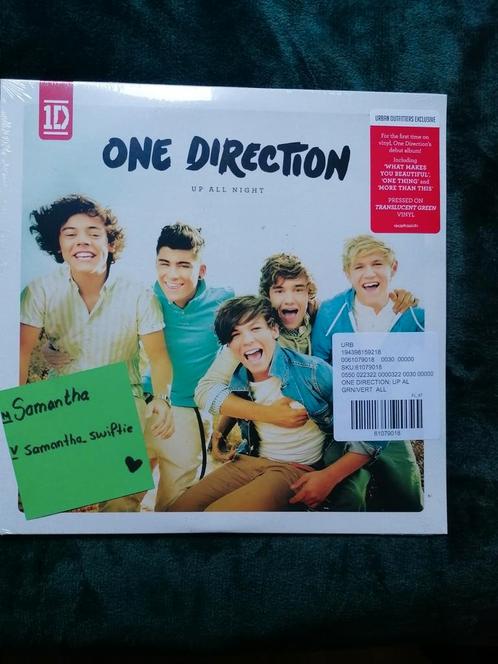 1D
ONE DIRECTION
UP ALL NIGHT
URBAN OUTFITTERS EXCLUSIVE
For the first time on
vinyl, One Direction's
debut album!
Including
'WHAT MAKES
YOU BEAUTIFUL',
'ONE THING' and
'MORE THAN THIS'
PRESSED ON
TRANSLUCENT GREEN
VINYL
URB
194398159218
0061079018 0030 00000
SKU:61079018
0550 022322 0000322 0030 00000
ONE DIRECTION: UP AL
GRN/VERT ALL
61079018
Samantha
samantha swiftie